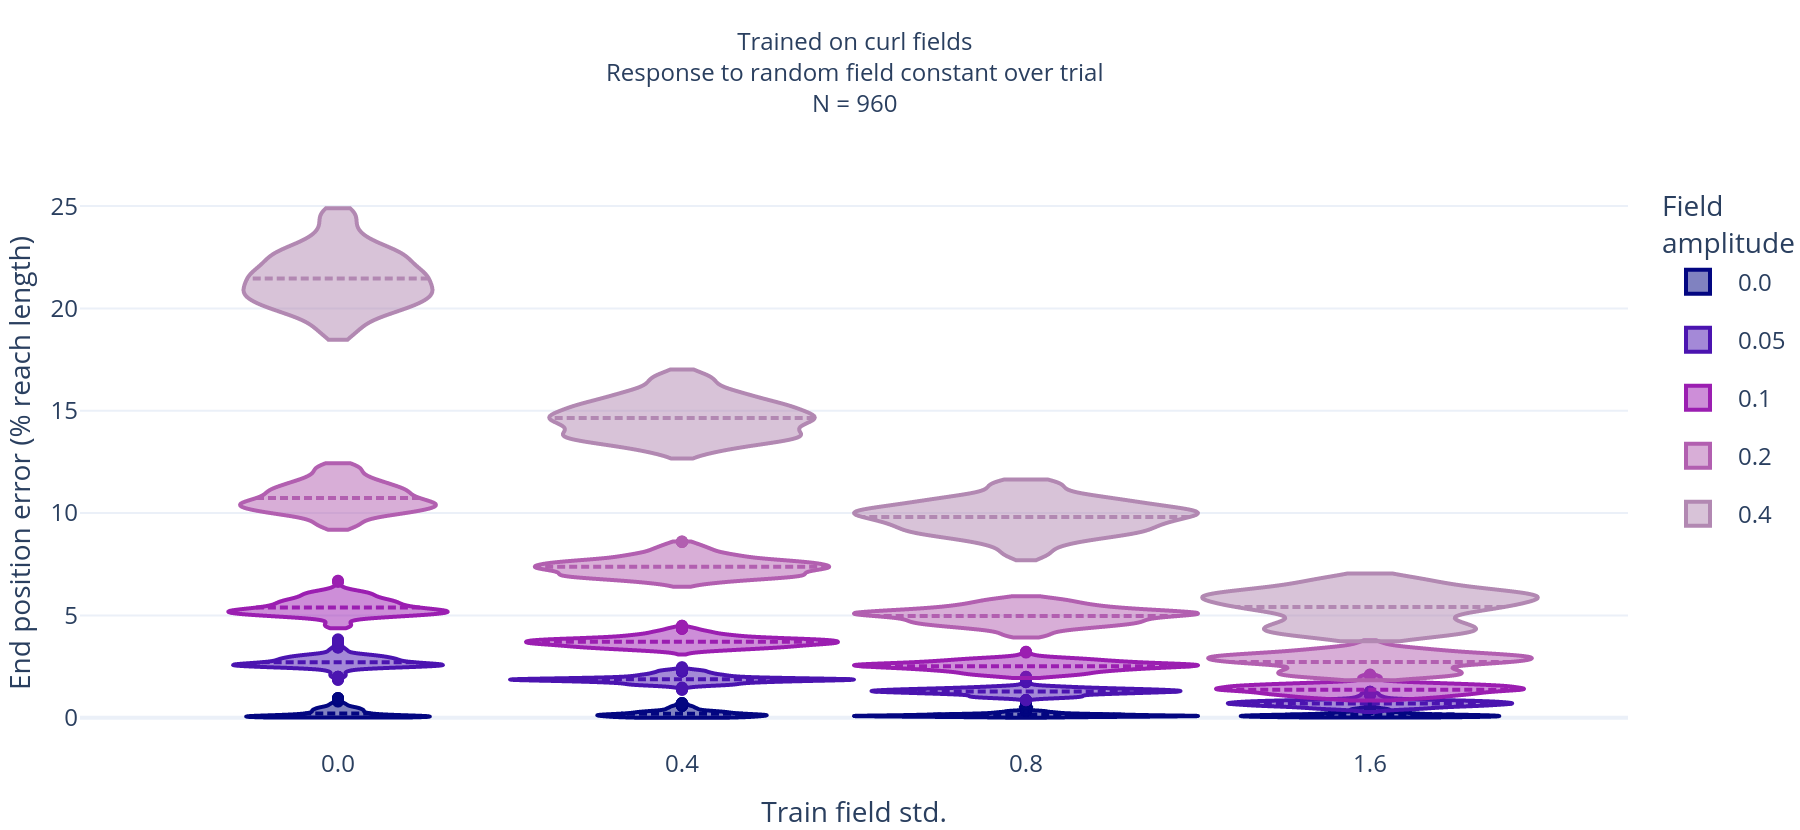 Trained on curl fields
Response to random field constant over trial
N = 960
End position error (% reach length)
25
20
15
10
5
0
0.0
0.4
0.8
1.6
Train field std.
Field
amplitude
0.0
0.05
0.1
0.2
0.4